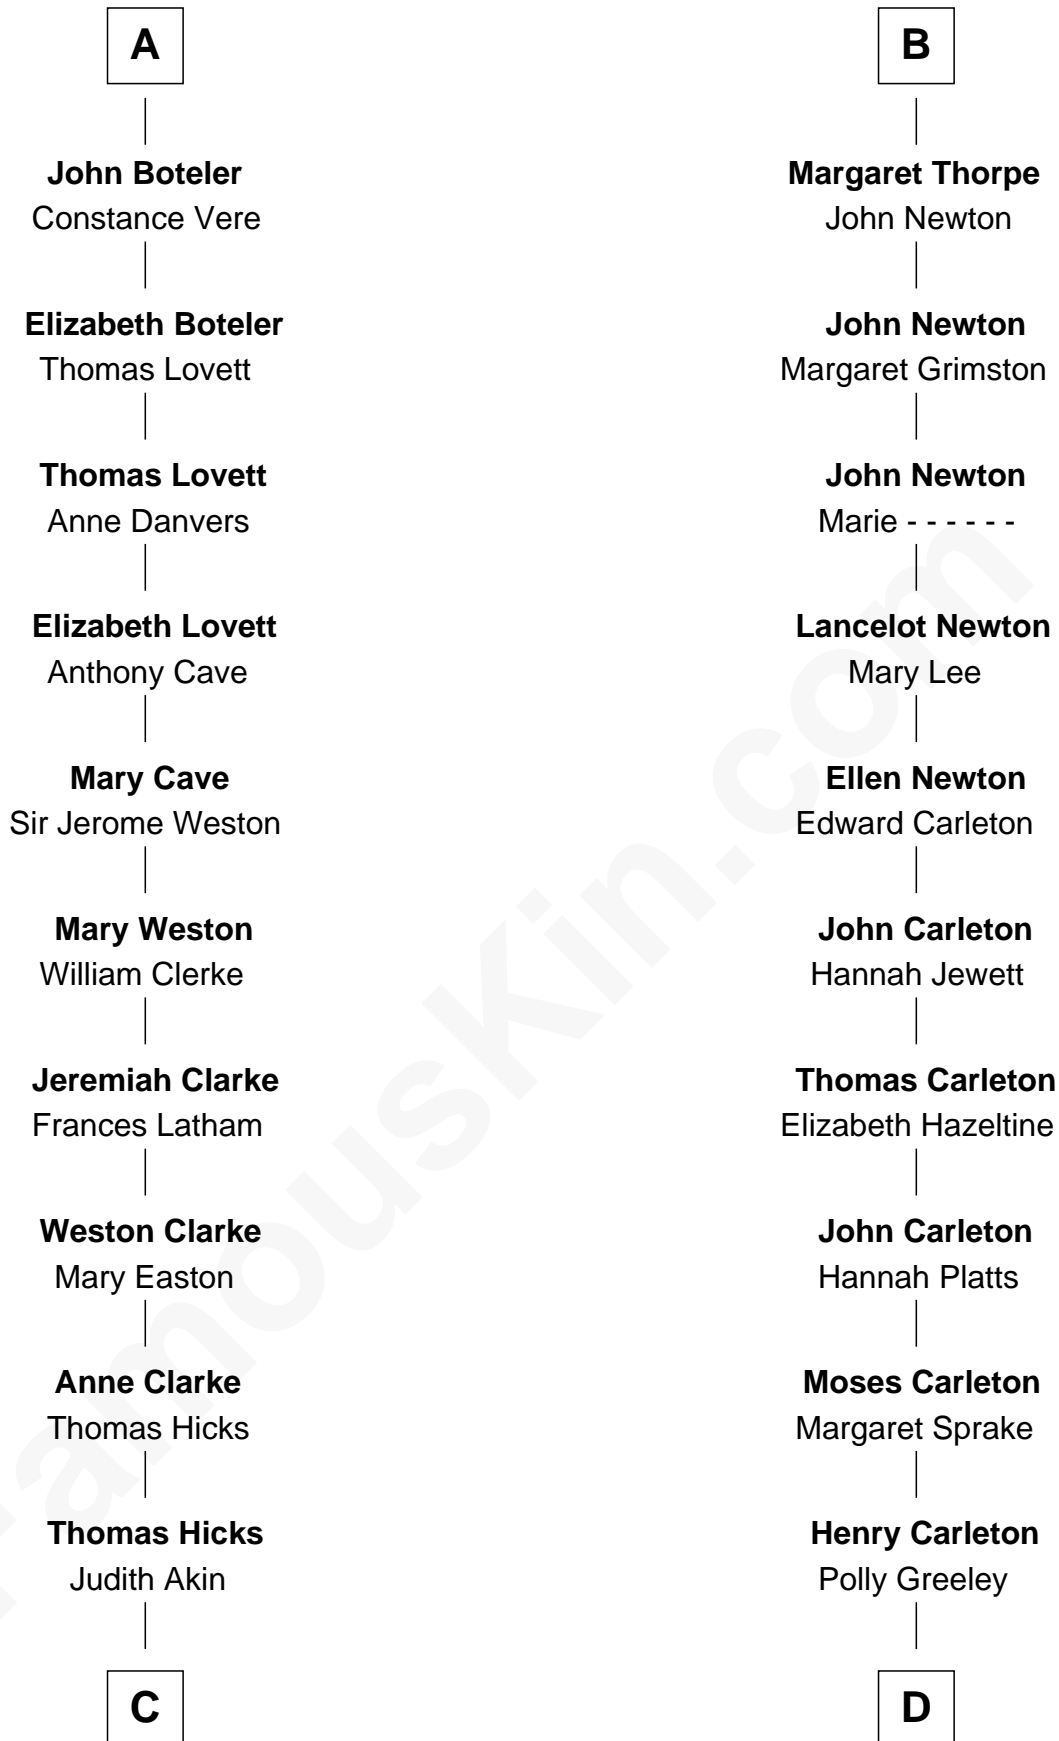 A
John Boteler
Constance Vere
Elizabeth Boteler
Thomas Lovett
Thomas Lovett
Anne Danvers
Elizabeth Lovett
Anthony Cave
Mary Cave
Sir Jerome Weston
Mary Weston
William Clerke
Jeremiah Clarke
Frances Latham
Weston Clarke
Mary Easton
Anne Clarke
Thomas Hicks
Thomas Hicks
Judith Akin
C
B
Margaret Thorpe
John Newton
John Newton
Margaret Grimston
John Newton
Marie - - - - - -
Lancelot Newton
Mary Lee
Ellen Newton
Edward Carleton
John Carleton
Hannah Jewett
Thomas Carleton
Elizabeth Hazeltine
John Carleton
Hannah Platts
Moses Carleton
Margaret Sprake
Henry Carleton
Polly Greeley
D
FamousKin.com